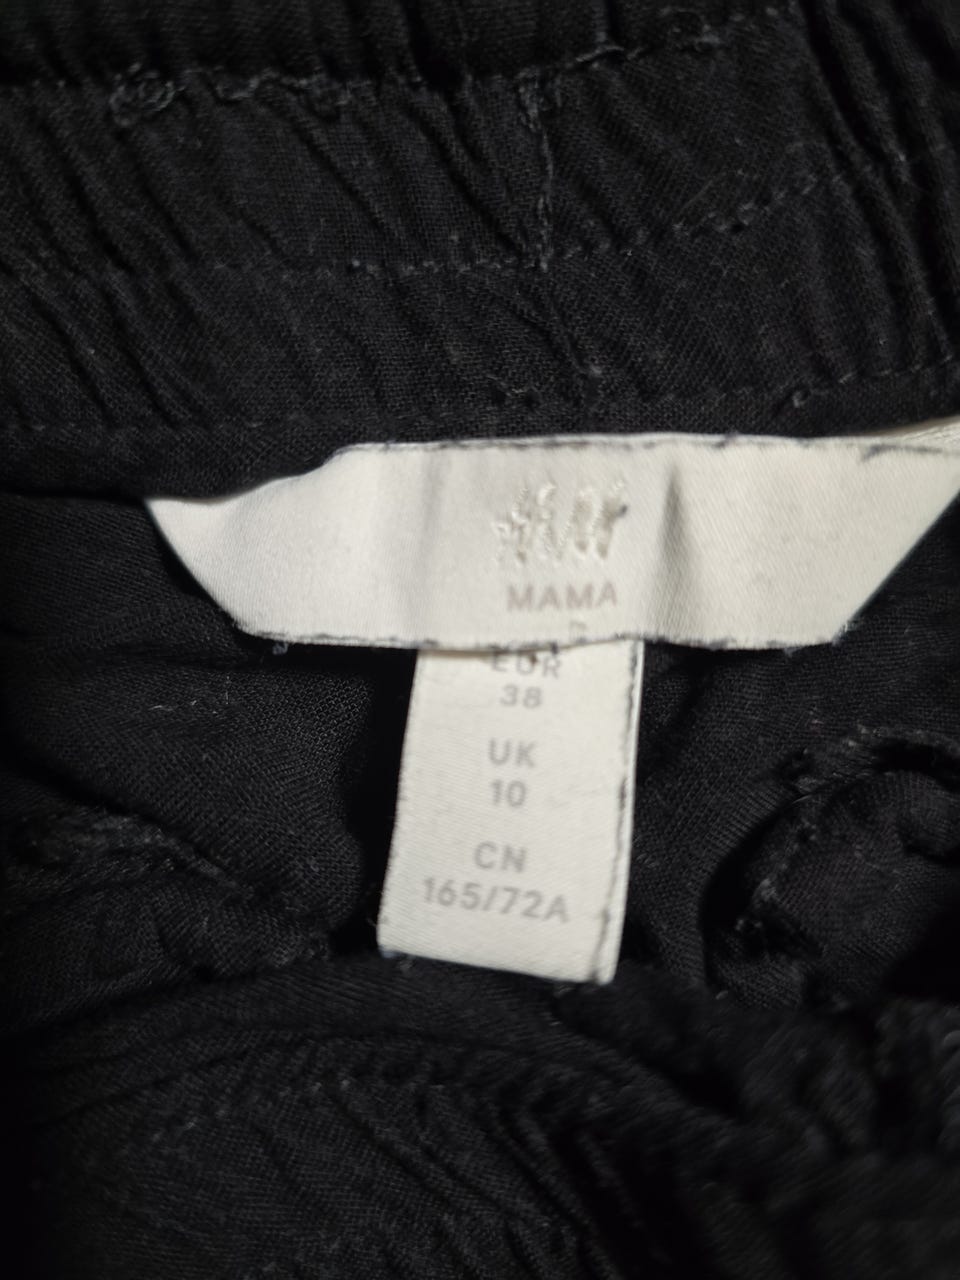 H&M
MAMA
EUR
38
UK
10
CN
165/72A